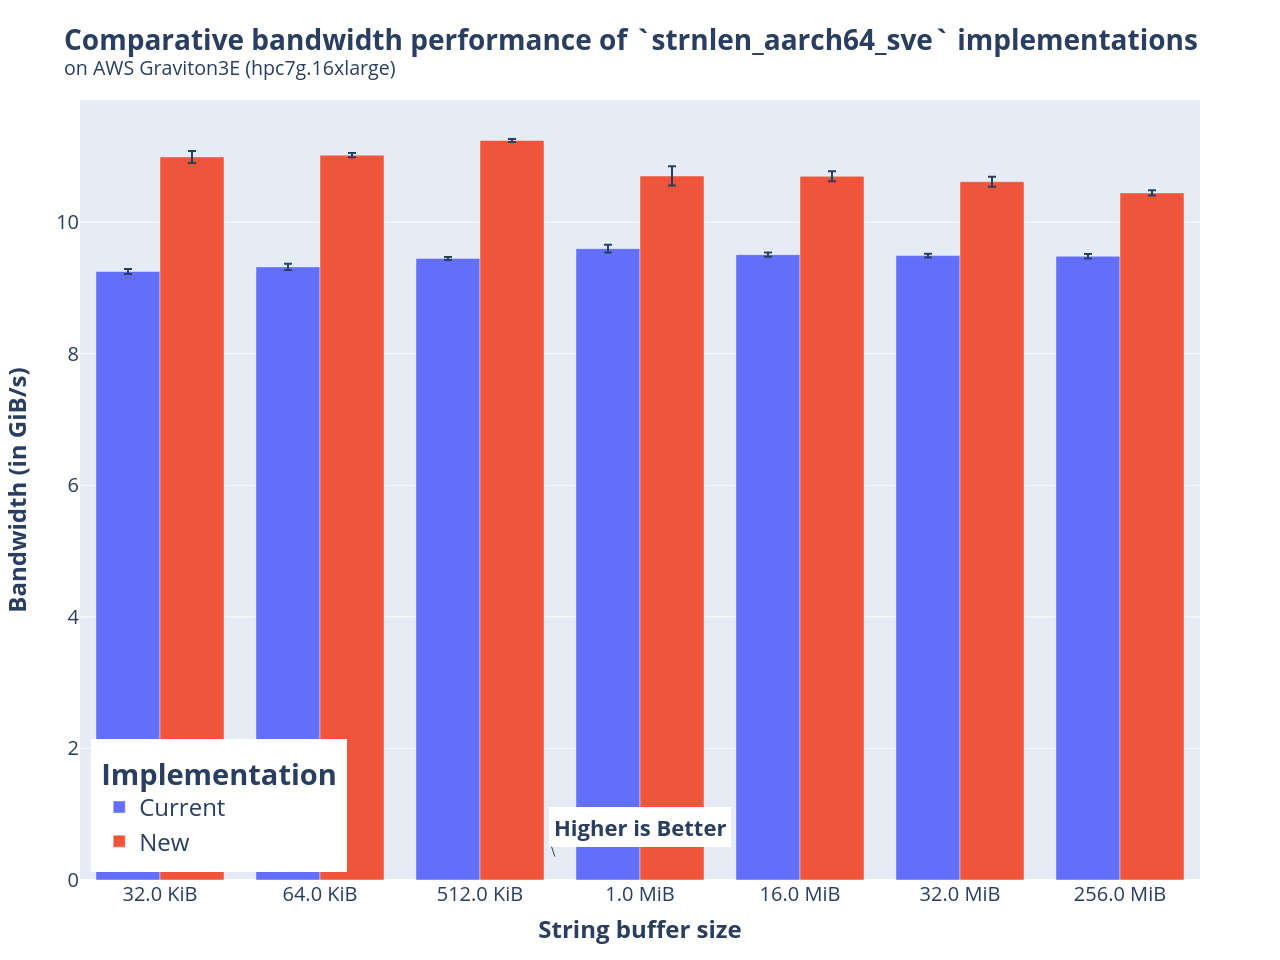 Comparative bandwidth performance of `strnlen_aarch64_sve` implementations
on AWS Graviton3E (hpc7g.16xlarge)
Bandwidth (in GiB/s)
10
8
6
4
2
0
Implementation
Current
New
Higher is Better
32.0 KiB
64.0 KiB
512.0 KiB
1.0 MiB
16.0 MiB
32.0 MiB
256.0 MiB
String buffer size